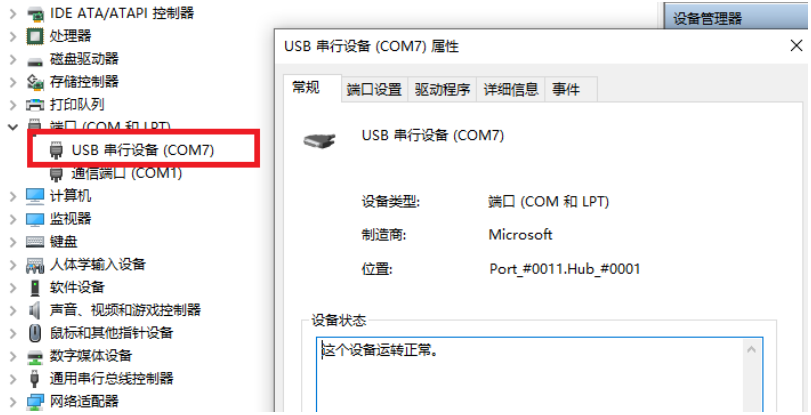 IDE ATA/ATAPI 控制器
处理器
磁盘驱动器
存储控制器
打印队列
端口 (COM 和 LPT)
USB 串行设备 (COM7)
通信端口 (COM1)
计算机
监视器
键盘
人体学输入设备
软件设备
声音、视频和游戏控制器
鼠标和其他指针设备
数字媒体设备
通用串行总线控制器
网络适配器
设备管理器
USB 串行设备 (COM7) 属性
常规 端口设置 驱动程序 详细信息 事件
USB 串行设备 (COM7)
设备类型: 端口 (COM 和 LPT)
制造商: Microsoft
位置: Port_#0011.Hub_#0001
设备状态
这个设备运转正常。